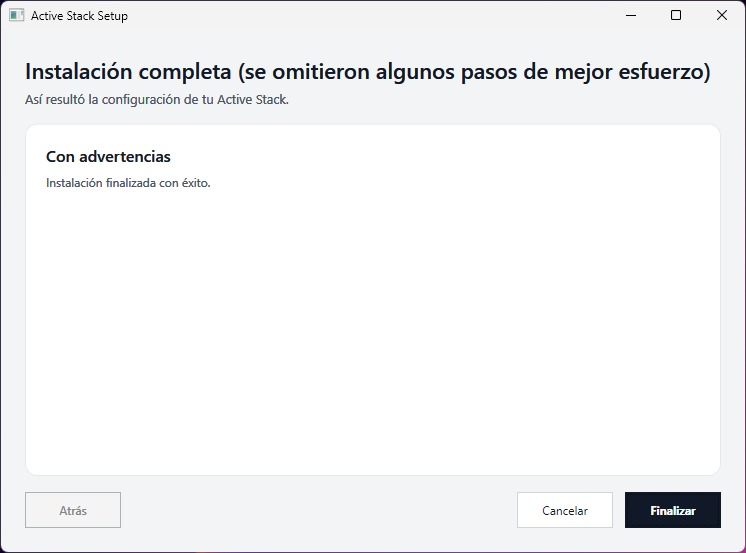 Active Stack Setup
Instalación completa (se omitieron algunos pasos de mejor esfuerzo)
Así resultó la configuración de tu Active Stack.
Con advertencias
Instalación finalizada con éxito.
Atrás
Cancelar
Finalizar